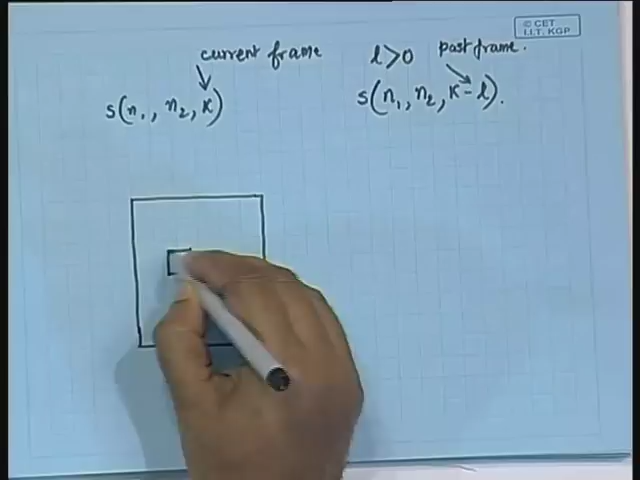 © CET
I.I.T. KGP
current frame l>0 past frame.
s(n₁, n₂, k) s(n₁, n₂, k-l).